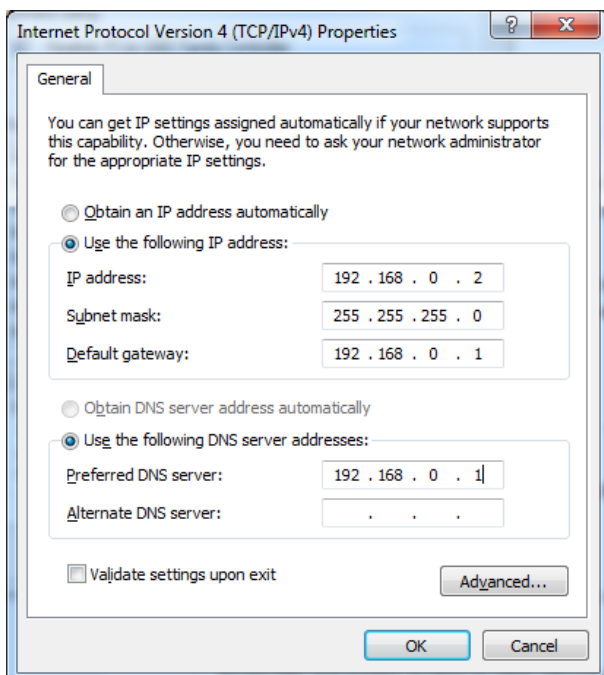 Internet Protocol Version 4 (TCP/IPv4) Properties
?
General
You can get IP settings assigned automatically if your network supports
this capability. Otherwise, you need to ask your network administrator
for the appropriate IP settings.
Obtain an IP address automatically
Use the following IP address:
IP address: 192 . 168 . 0 . 2
Subnet mask: 255 . 255 . 255 . 0
Default gateway: 192 . 168 . 0 . 1
Obtain DNS server address automatically
Use the following DNS server addresses:
Preferred DNS server: 192 . 168 . 0 . 1
Alternate DNS server: . . .
Validate settings upon exit
Advanced...
OK Cancel